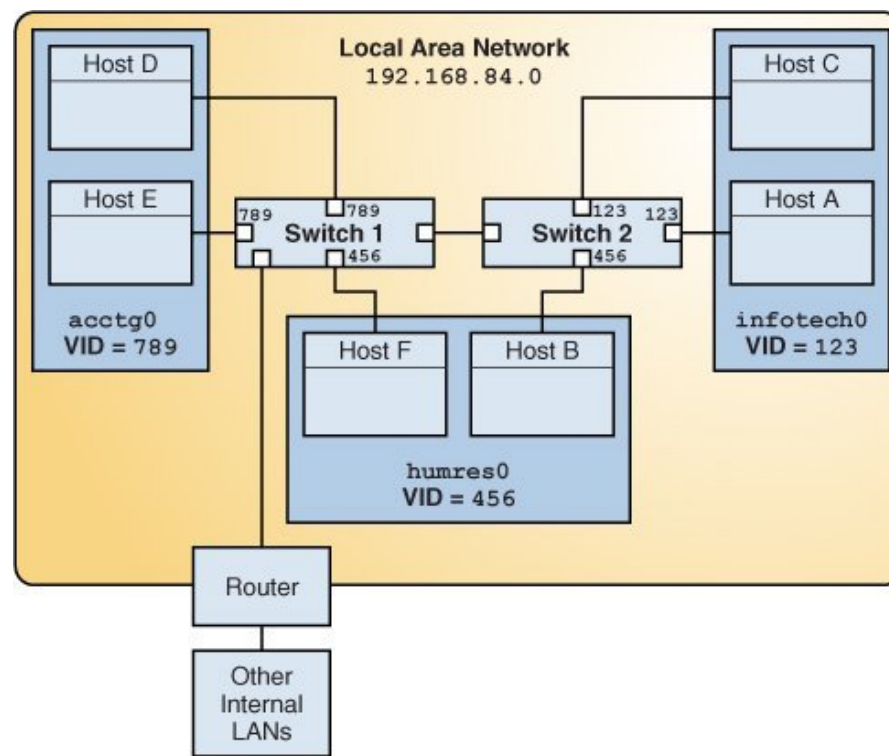 Local Area Network
192.168.84.0
Host D
Host E
acctg0
VID = 789
Host C
Host A
infotech0
VID = 123
789
789
Switch 1
456
123
123
Switch 2
456
Host F
Host B
humres0
VID = 456
Router
Other
Internal
LANs